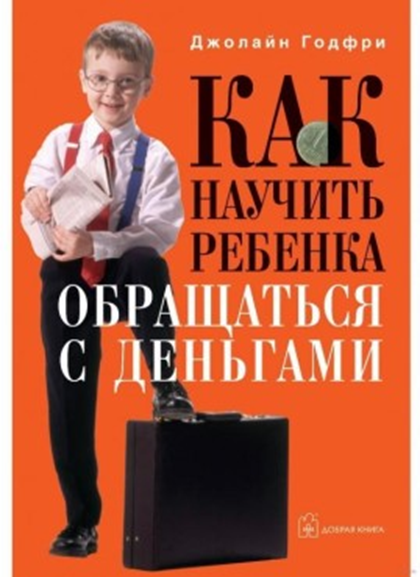 Джолайн Годфри
КАК
НАУЧИТЬ
РЕБЕНКА
ОБРАЩАТЬСЯ
С ДЕНЬГАМИ
ДОБРАЯ КНИГА